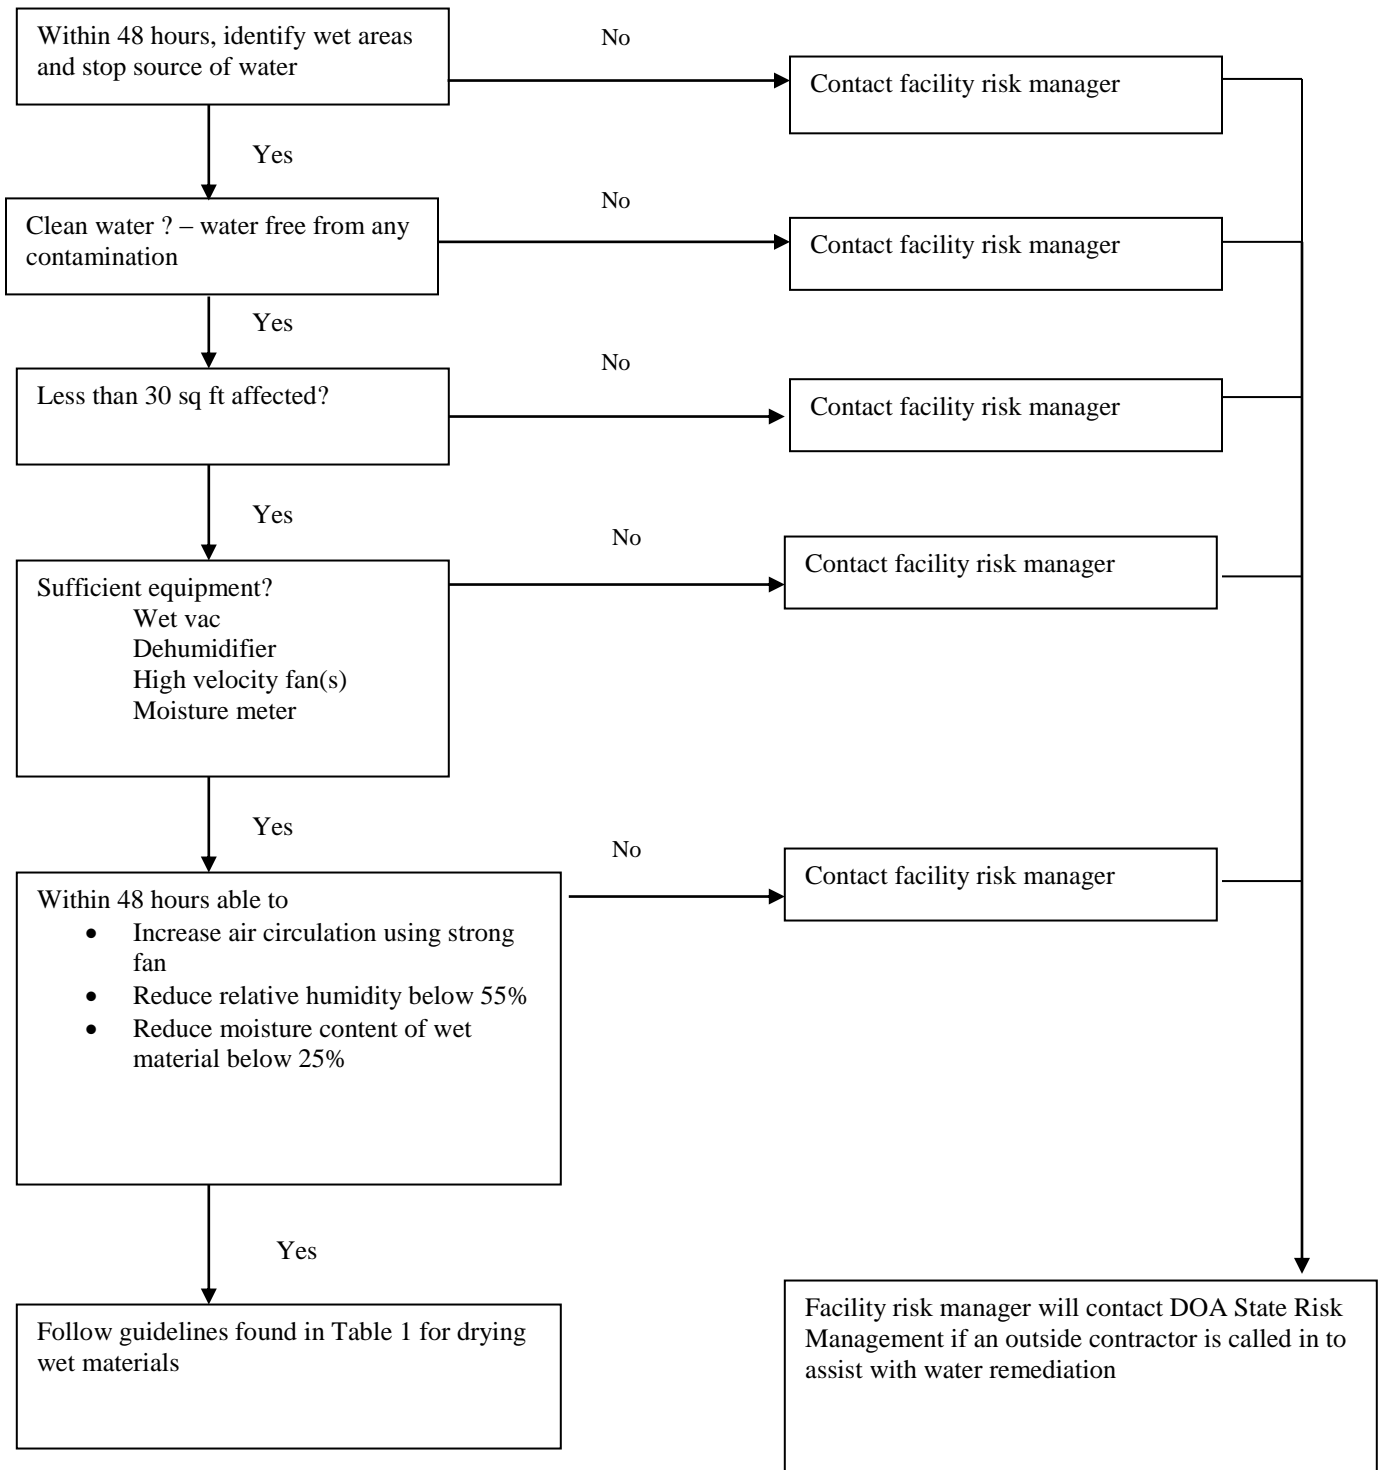 Within 48 hours, identify wet areas
and stop source of water
No
Contact facility risk manager
Yes
Clean water ? – water free from any
contamination
No
Contact facility risk manager
Yes
Less than 30 sq ft affected?
No
Contact facility risk manager
Yes
Sufficient equipment?
Wet vac
Dehumidifier
High velocity fan(s)
Moisture meter
No
Contact facility risk manager
Yes
Within 48 hours able to
• Increase air circulation using strong
fan
• Reduce relative humidity below 55%
• Reduce moisture content of wet
material below 25%
No
Contact facility risk manager
Yes
Follow guidelines found in Table 1 for drying
wet materials
Facility risk manager will contact DOA State Risk
Management if an outside contractor is called in to
assist with water remediation